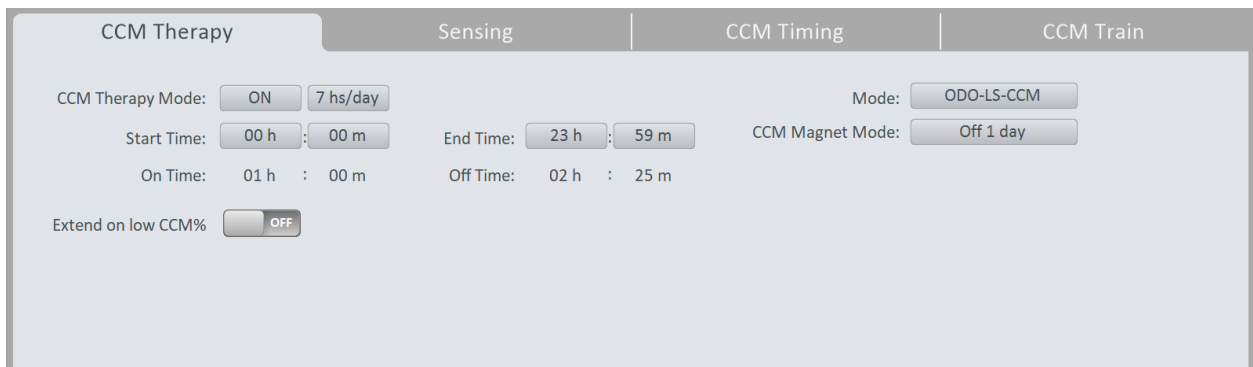 CCM Therapy Sensing CCM Timing CCM Train
CCM Therapy Mode: ON 7 hs/day Mode: ODO-LS-CCM
Start Time: 00 h : 00 m End Time: 23 h : 59 m CCM Magnet Mode: Off 1 day
On Time: 01 h : 00 m Off Time: 02 h : 25 m
Extend on low CCM% OFF